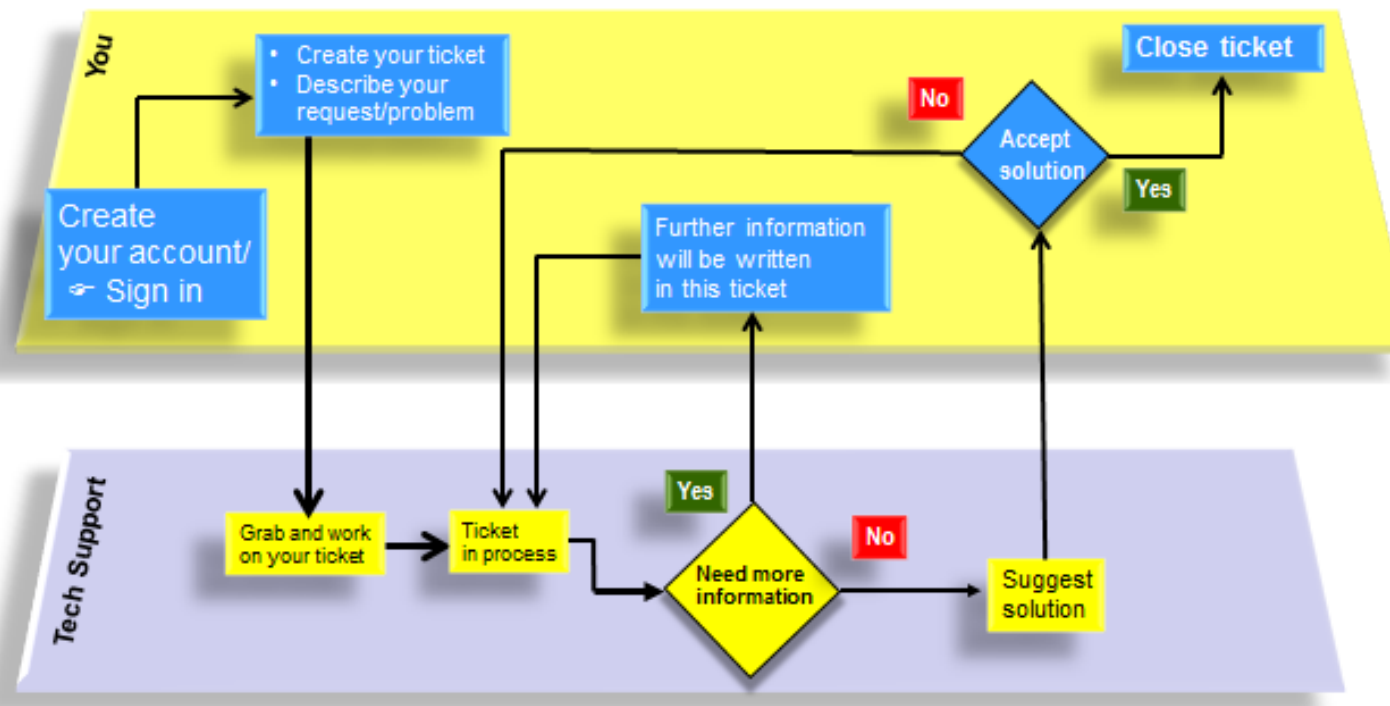 You
• Create your ticket
• Describe your
request/problem
Create
your account/
☞ Sign in
No
Accept
solution
Yes
Close ticket
Further information
will be written
in this ticket
Tech Support
Grab and work
on your ticket
Ticket
in process
Yes
Need more
information
No
Suggest
solution